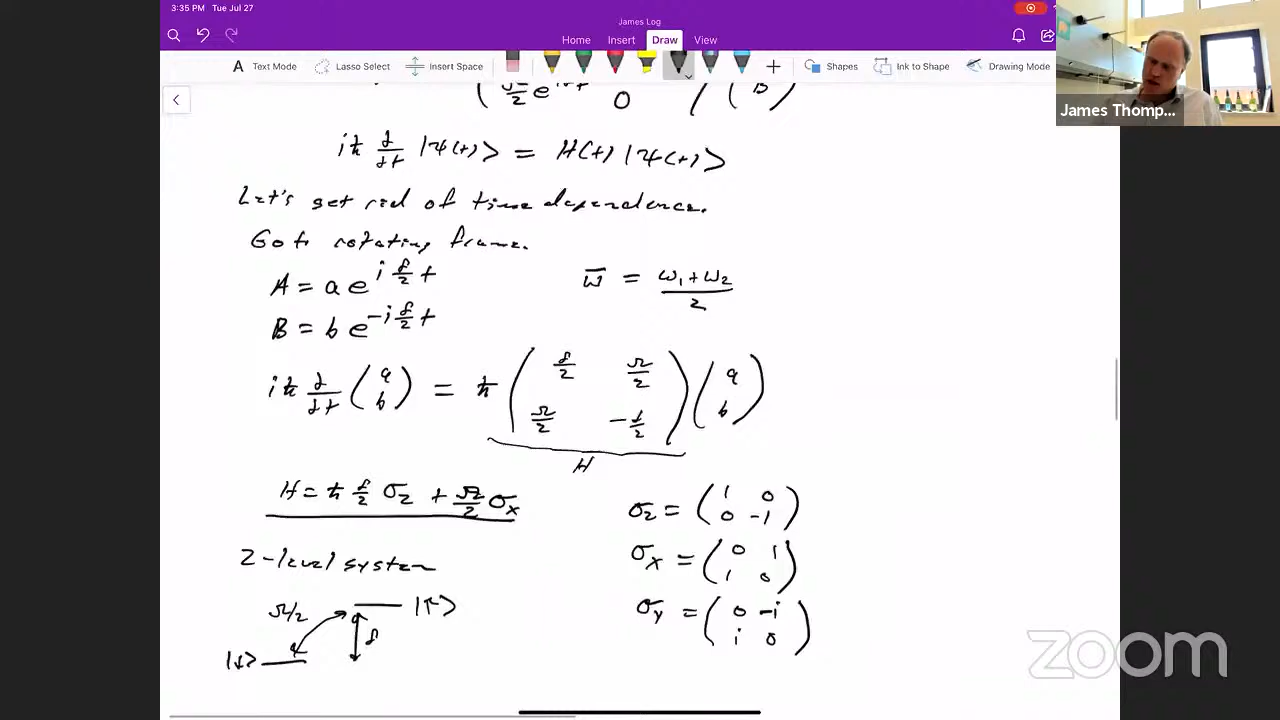 3:35 PM Tue Jul 27
James Log
Home Insert Draw View
Text Mode Lasso Select Insert Space Shapes Ink to Shape Drawing Mode
James Thomp...
Ω/2 e 0 B
iħ ∂/∂t |Ψ(t)> = H(t) |Ψ(t)>
Let's get rid of time dependence.
Go to rotating frame.
A = a e^{i δ/2 t} ω̄ = (ω₁ + ω₂)/2
B = b e^{-i δ/2 t}
iħ ∂/∂t (a b) = ħ (δ/2 Ω/2 Ω/2 -δ/2) (a b)
H
H = ħ δ/2 σz + Ω/2 σx σz = (1 0 0 -1)
2-level system σx = (0 1 1 0)
Ω/2 |↑> σy = (0 -i i 0)
|↓> δ
zoom